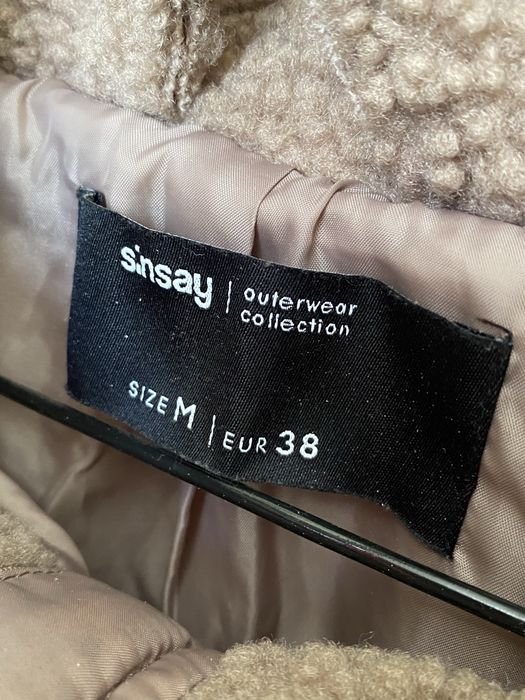 sinsay | outerwear
collection
SIZE M | EUR 38